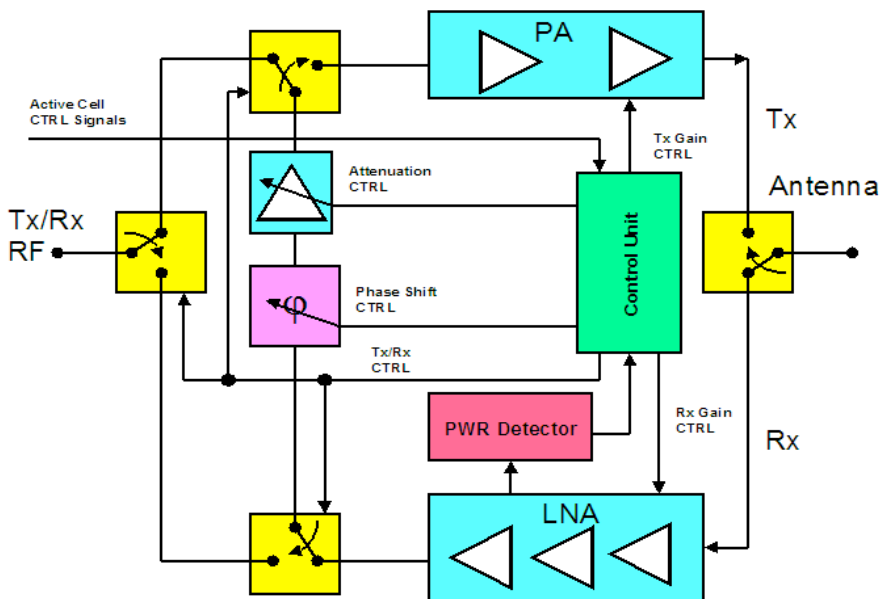 PA
Active Cell
CTRL Signals
Tx Gain
CTRL
Tx
Attenuation
CTRL
Antenna
Tx/Rx
RF
Control Unit
φ
Phase Shift
CTRL
Tx/Rx
CTRL
PWR Detector
Rx Gain
CTRL
Rx
LNA